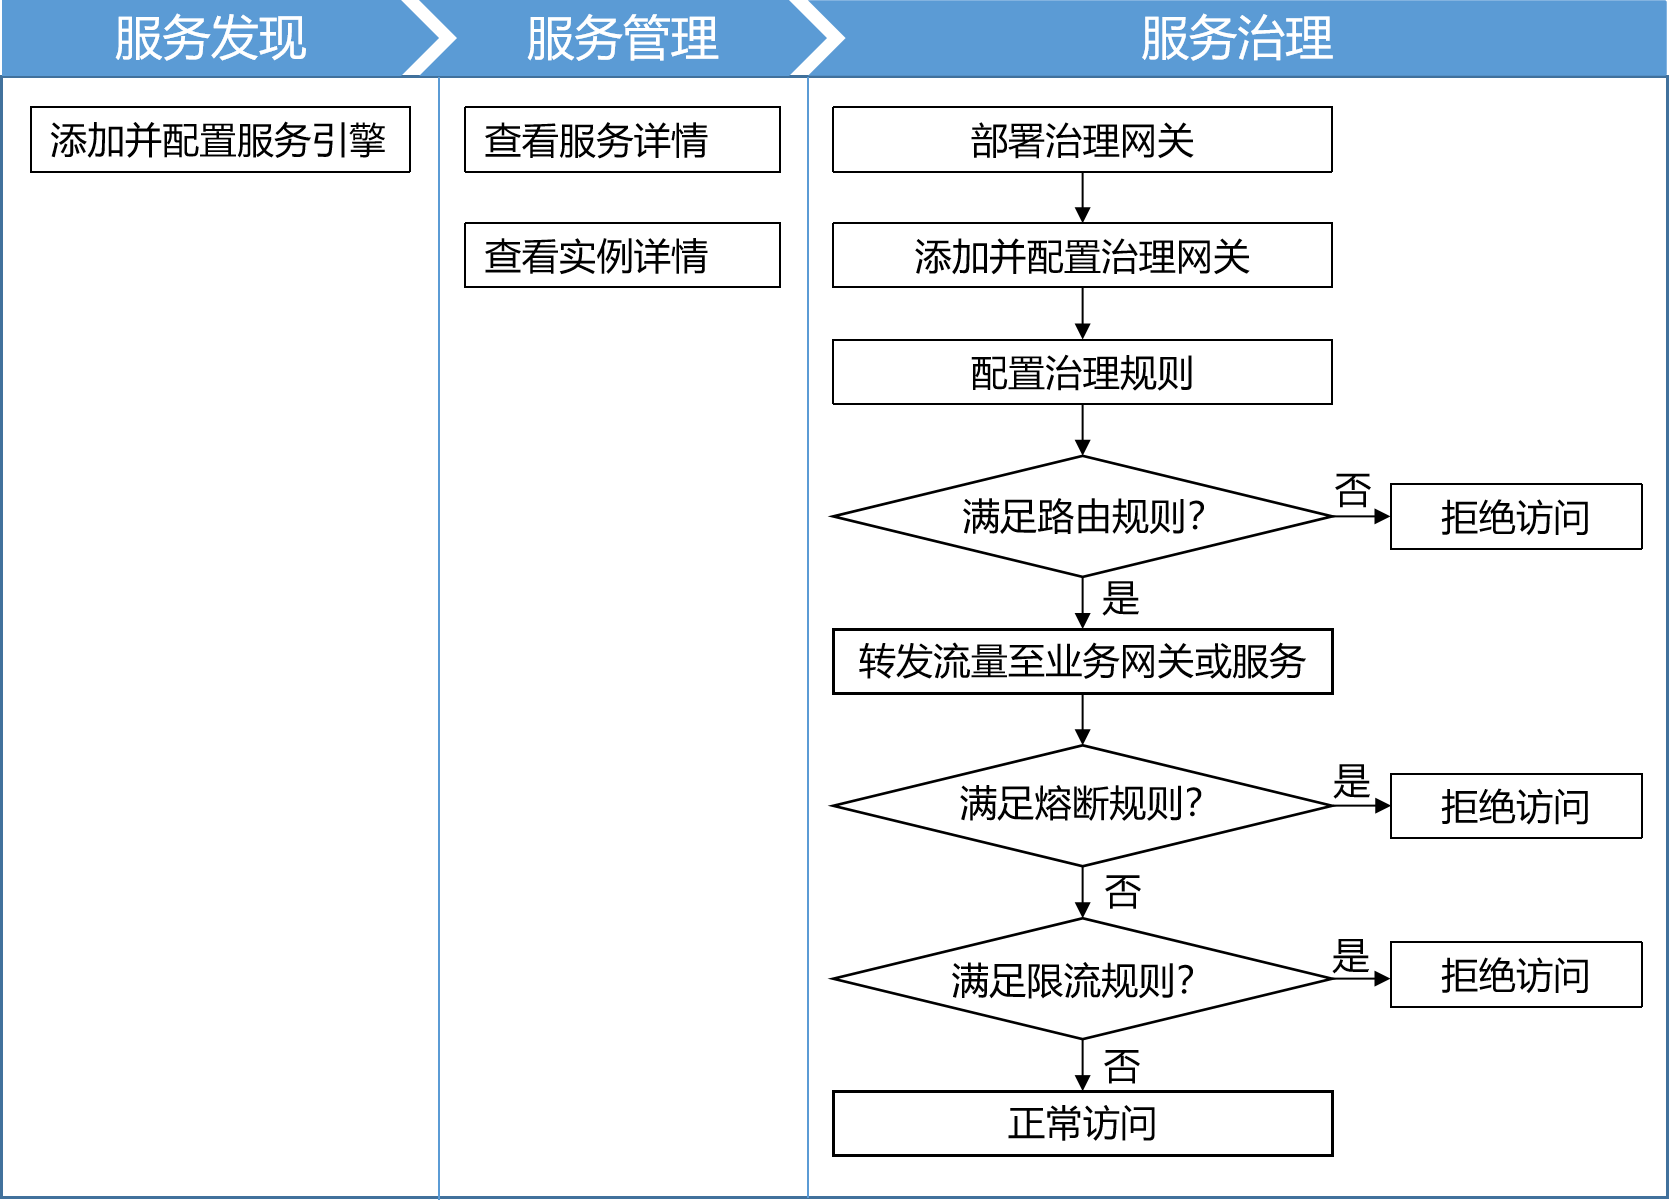 服务发现
服务管理
服务治理
添加并配置服务引擎
查看服务详情
查看实例详情
部署治理网关
添加并配置治理网关
配置治理规则
满足路由规则?
否
拒绝访问
是
转发流量至业务网关或服务
满足熔断规则?
是
拒绝访问
否
满足限流规则?
是
拒绝访问
否
正常访问